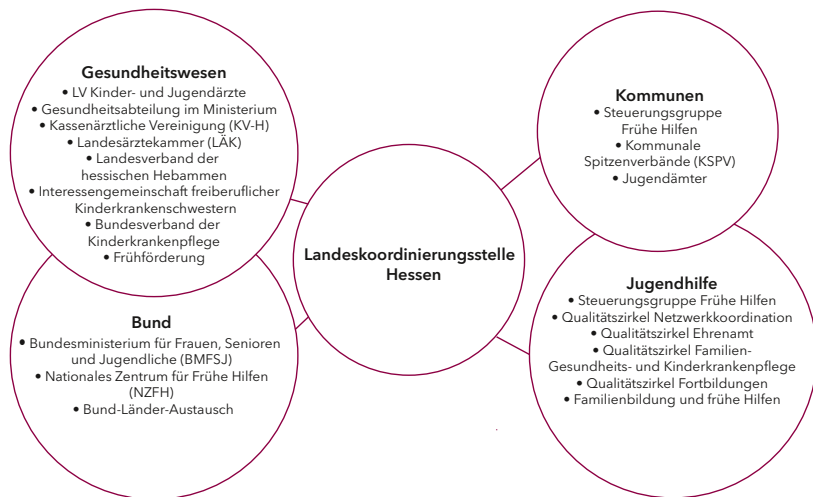 Gesundheitswesen
• LV Kinder- und Jugendärzte
• Gesundheitsabteilung im Ministerium
• Kassenärztliche Vereinigung (KV-H)
• Landesärztekammer (LÄK)
• Landesverband der
hessischen Hebammen
• Interessengemeinschaft freiberuflicher
Kinderkrankenschwestern
• Bundesverband der
Kinderkrankenpflege
• Frühförderung
Bund
• Bundesministerium für Frauen, Senioren
und Jugendliche (BMFSJ)
• Nationales Zentrum für Frühe Hilfen
(NZFH)
• Bund-Länder-Austausch
Landeskoordinierungsstelle
Hessen
Kommunen
• Steuerungsgruppe
Frühe Hilfen
• Kommunale
Spitzenverbände (KSPV)
• Jugendämter
Jugendhilfe
• Steuerungsgruppe Frühe Hilfen
• Qualitätszirkel Netzwerkkoordination
• Qualitätszirkel Ehrenamt
• Qualitätszirkel Familien-
Gesundheits- und Kinderkrankenpflege
• Qualitätszirkel Fortbildungen
• Familienbildung und frühe Hilfen